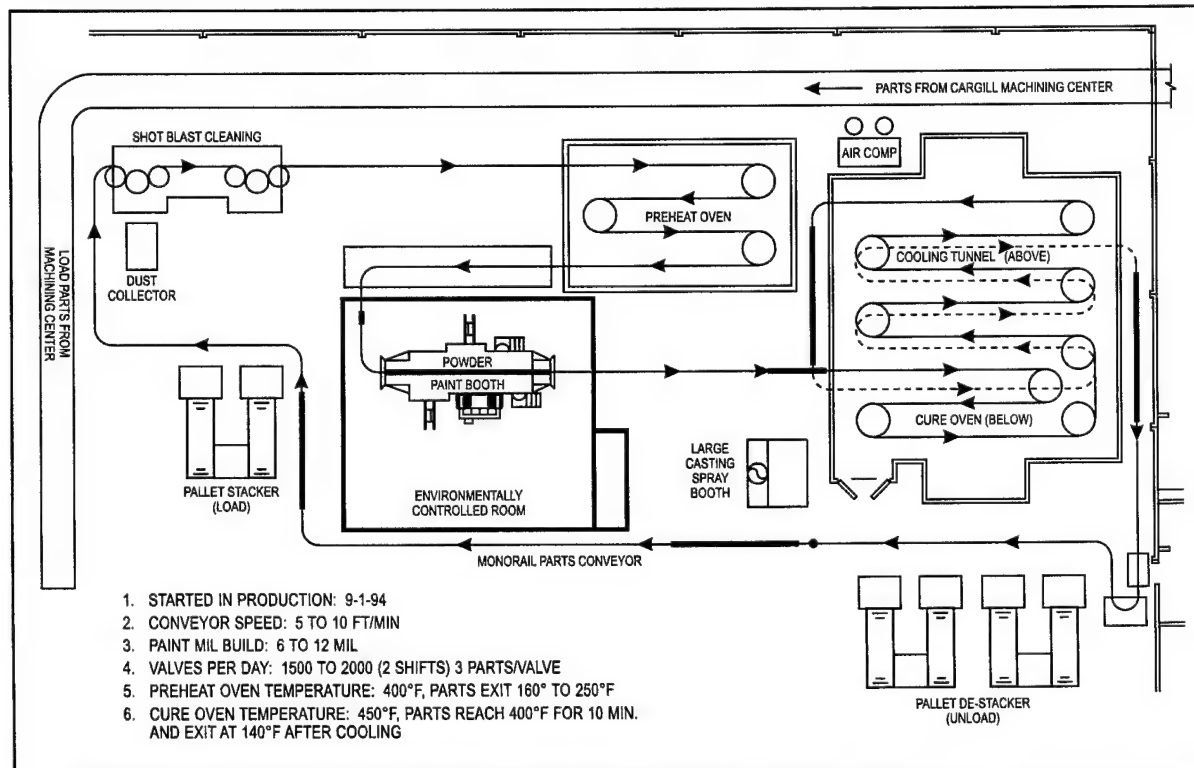 PARTS FROM CARGILL MACHINING CENTER
SHOT BLAST CLEANING
AIR COMP
PREHEAT OVEN
LOAD PARTS FROM
MACHINING CENTER
DUST
COLLECTOR
COOLING TUNNEL (ABOVE)
POWDER
PAINT BOOTH
CURE OVEN (BELOW)
LARGE
CASTING
SPRAY
BOOTH
PALLET STACKER
(LOAD)
ENVIRONMENTALLY
CONTROLLED ROOM
MONORAIL PARTS CONVEYOR
1. STARTED IN PRODUCTION: 9-1-94
2. CONVEYOR SPEED: 5 TO 10 FT/MIN
3. PAINT MIL BUILD: 6 TO 12 MIL
4. VALVES PER DAY: 1500 TO 2000 (2 SHIFTS) 3 PARTS/VALVE
5. PREHEAT OVEN TEMPERATURE: 400°F, PARTS EXIT 160° TO 250°F
6. CURE OVEN TEMPERATURE: 450°F, PARTS REACH 400°F FOR 10 MIN.
AND EXIT AT 140°F AFTER COOLING
PALLET DE-STACKER
(UNLOAD)